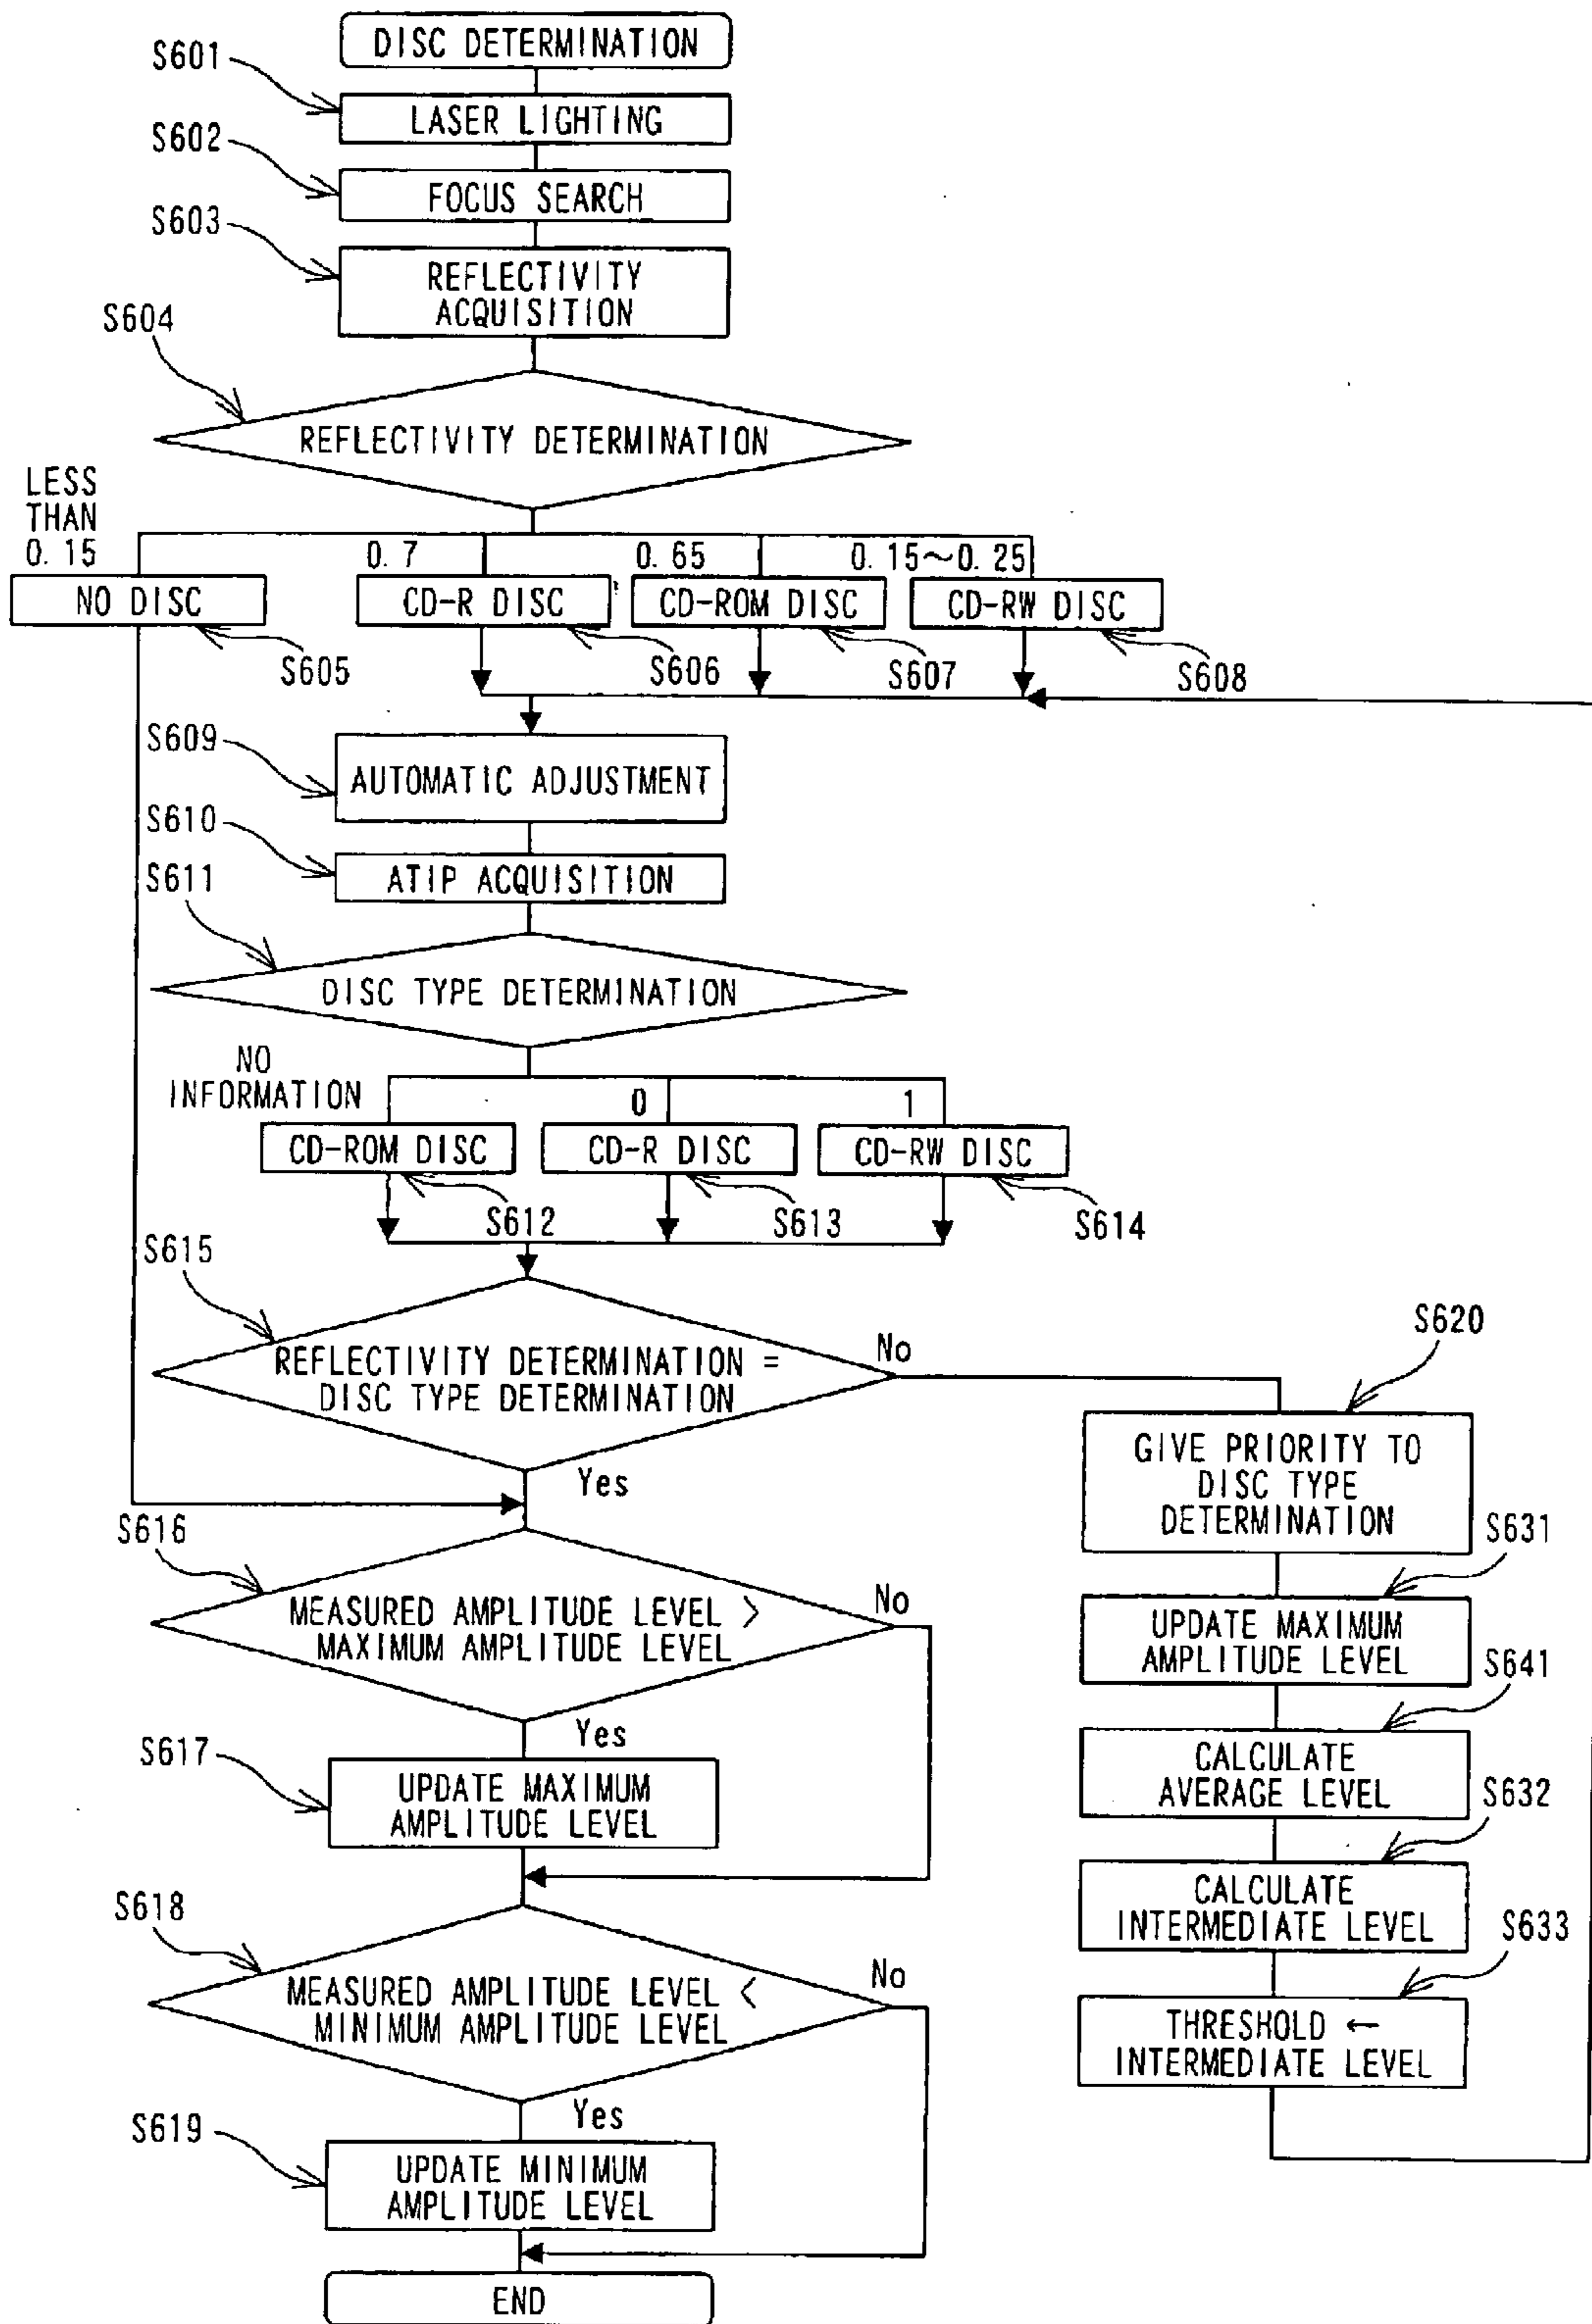 DISC DETERMINATION
S601
LASER LIGHTING
S602
FOCUS SEARCH
S603
REFLECTIVITY
ACQUISITION
S604
REFLECTIVITY DETERMINATION
LESS
THAN
0.15
0.7
0.65
0.15~0.25
NO DISC
CD-R DISC
CD-ROM DISC
CD-RW DISC
S605
S606
S607
S608
S609
AUTOMATIC ADJUSTMENT
S610
ATIP ACQUISITION
S611
DISC TYPE DETERMINATION
NO
INFORMATION
0
1
CD-ROM DISC
CD-R DISC
CD-RW DISC
S612
S613
S614
S615
REFLECTIVITY DETERMINATION =
DISC TYPE DETERMINATION
No
Yes
S620
GIVE PRIORITY TO
DISC TYPE
DETERMINATION
S616
MEASURED AMPLITUDE LEVEL >
MAXIMUM AMPLITUDE LEVEL
No
Yes
S631
UPDATE MAXIMUM
AMPLITUDE LEVEL
S617
UPDATE MAXIMUM
AMPLITUDE LEVEL
S641
CALCULATE
AVERAGE LEVEL
S632
CALCULATE
INTERMEDIATE LEVEL
S618
MEASURED AMPLITUDE LEVEL <
MINIMUM AMPLITUDE LEVEL
No
Yes
S633
THRESHOLD ←
INTERMEDIATE LEVEL
S619
UPDATE MINIMUM
AMPLITUDE LEVEL
END